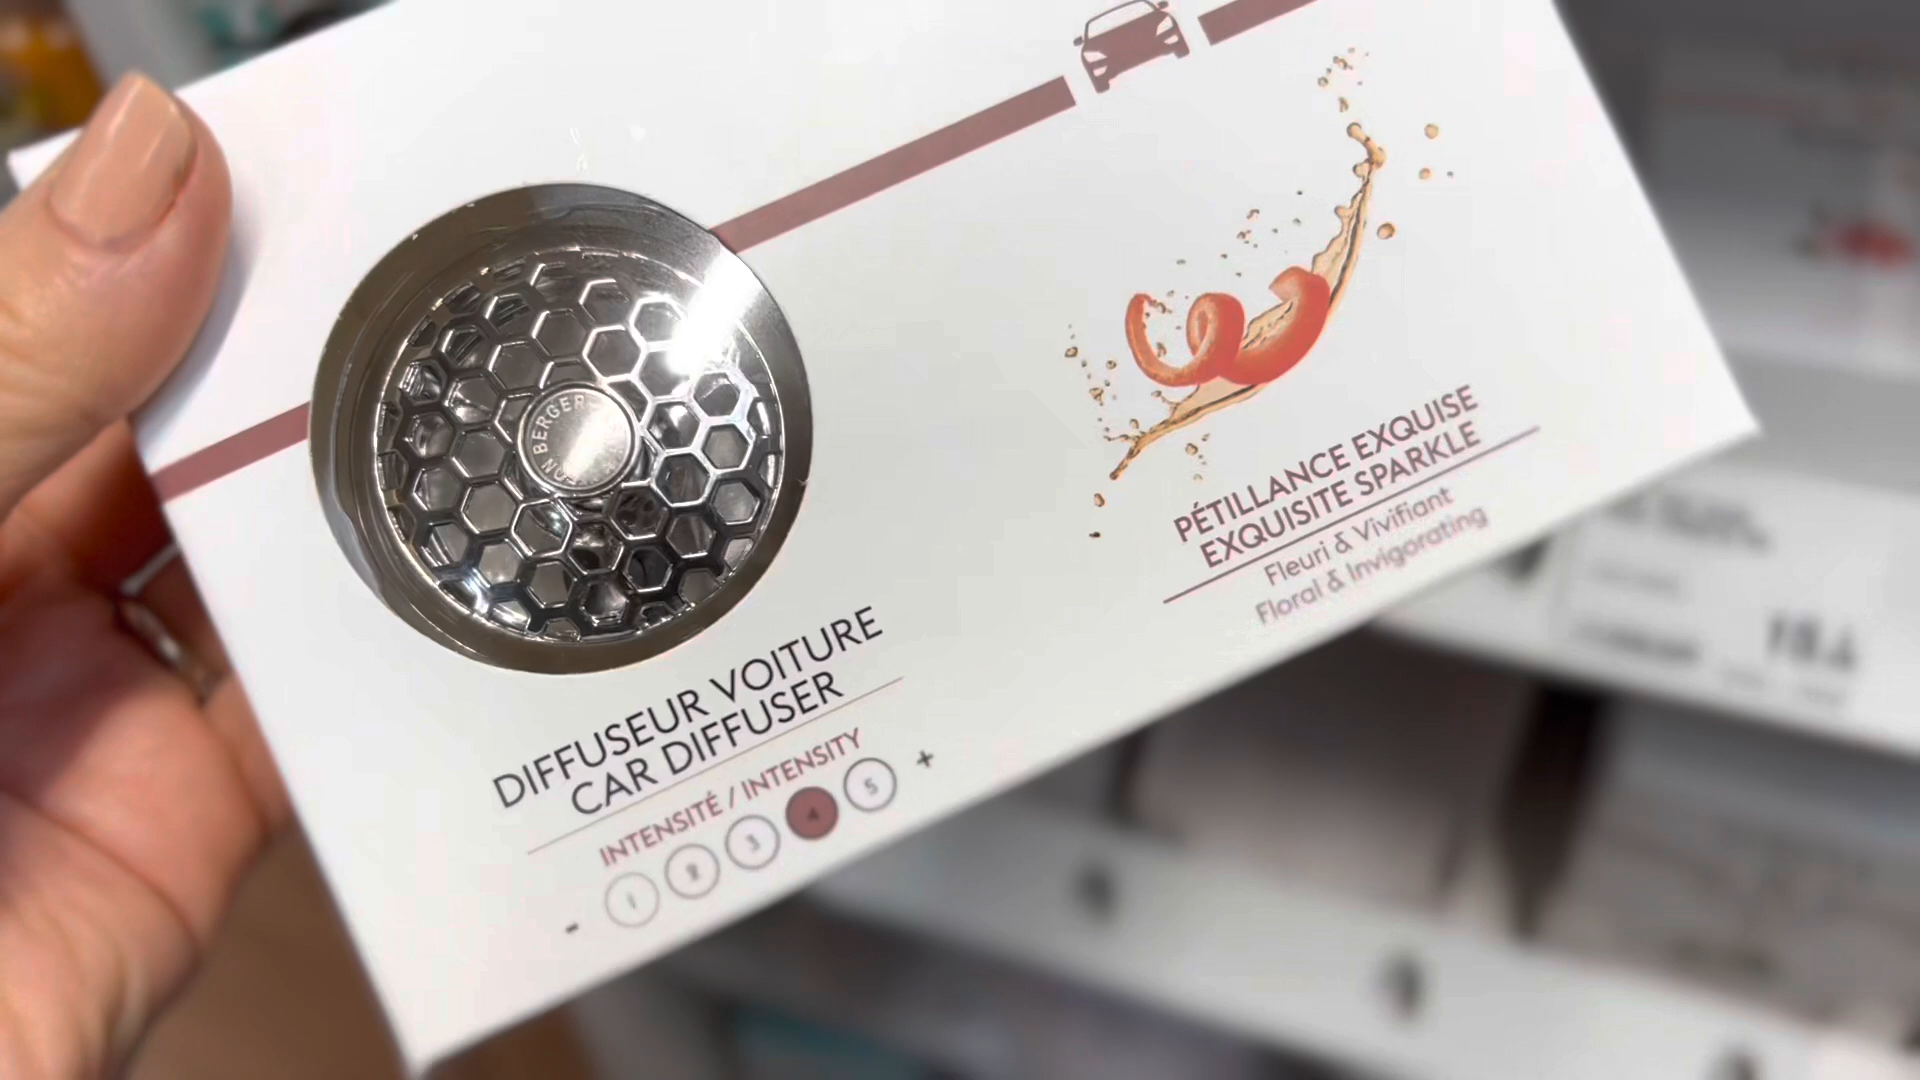 BERGER
DIFFUSEUR VOITURE
CAR DIFFUSER
INTENSITÉ / INTENSITY
- 1 2 3 4 5 +
PÉTILLANCE EXQUISE
EXQUISITE SPARKLE
Fleuri & Vivifiant
Floral & Invigorating